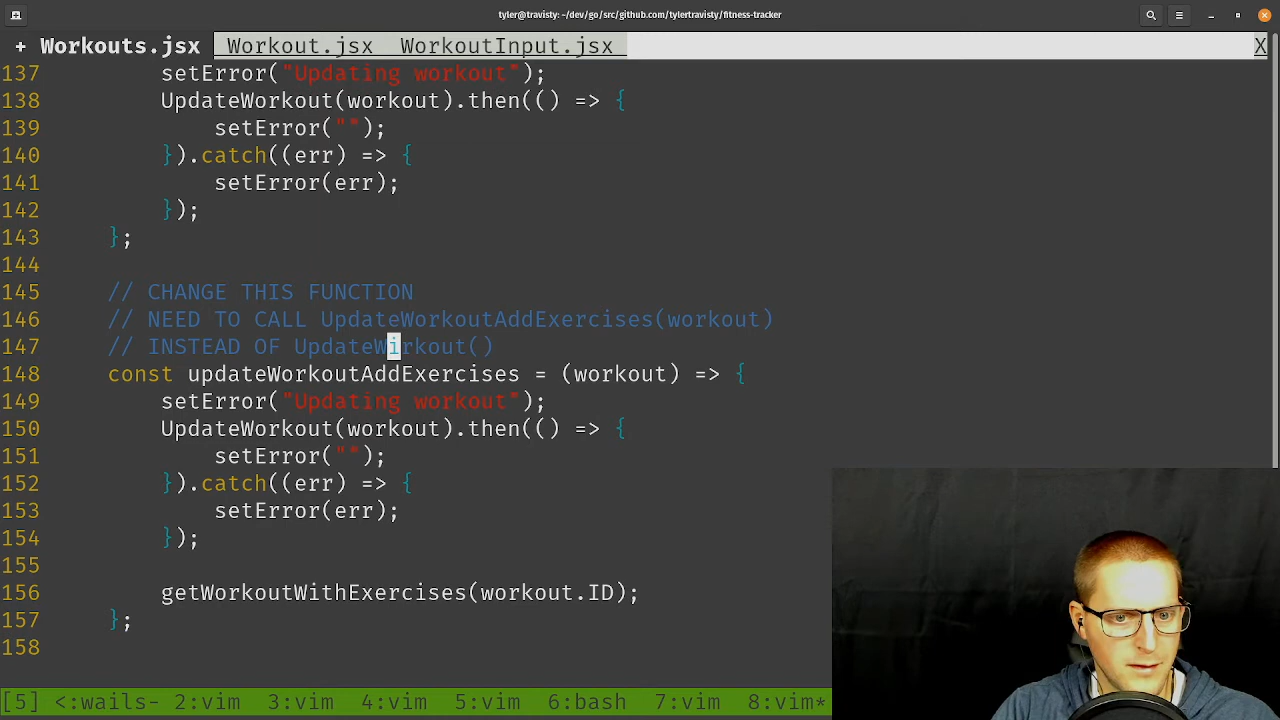 tyler@travisty:~/dev/go/src/github.com/tylertravisty/fitness-tracker
+ Workouts.jsx Workout.jsx WorkoutInput.jsx X
137 setError("Updating workout");
138 UpdateWorkout(workout).then(() => {
139 setError("");
140 }).catch((err) => {
141 setError(err);
142 });
143 };
144
145 // CHANGE THIS FUNCTION
146 // NEED TO CALL UpdateWorkoutAddExercises(workout)
147 // INSTEAD OF UpdateWirkout()
148 const updateWorkoutAddExercises = (workout) => {
149 setError("Updating workout");
150 UpdateWorkout(workout).then(() => {
151 setError("");
152 }).catch((err) => {
153 setError(err);
154 });
155
156 getWorkoutWithExercises(workout.ID);
157 };
158
[5] <:wails- 2:vim 3:vim 4:vim 5:vim 6:bash 7:vim 8:vim*